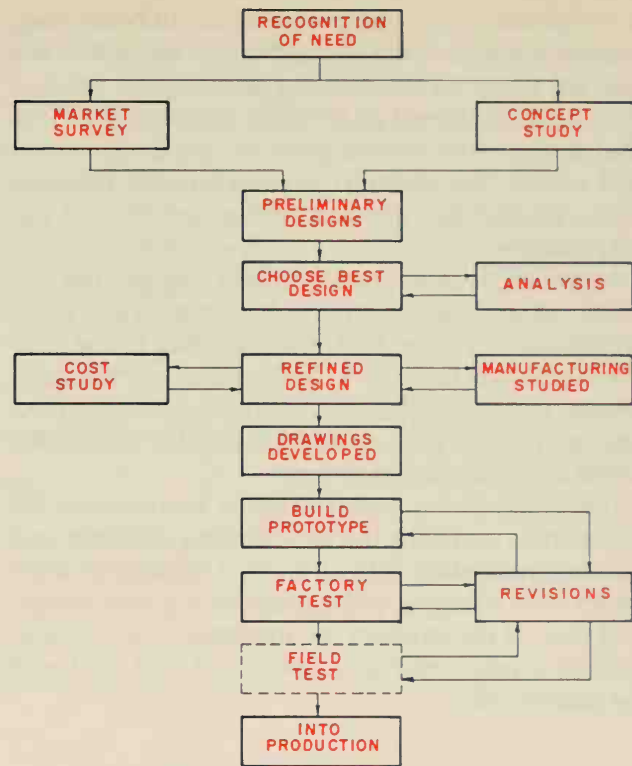 RECOGNITION
OF NEED
MARKET
SURVEY
CONCEPT
STUDY
PRELIMINARY
DESIGNS
CHOOSE BEST
DESIGN
ANALYSIS
COST
STUDY
REFINED
DESIGN
MANUFACTURING
STUDIED
DRAWINGS
DEVELOPED
BUILD
PROTOTYPE
FACTORY
TEST
REVISIONS
FIELD
TEST
INTO
PRODUCTION